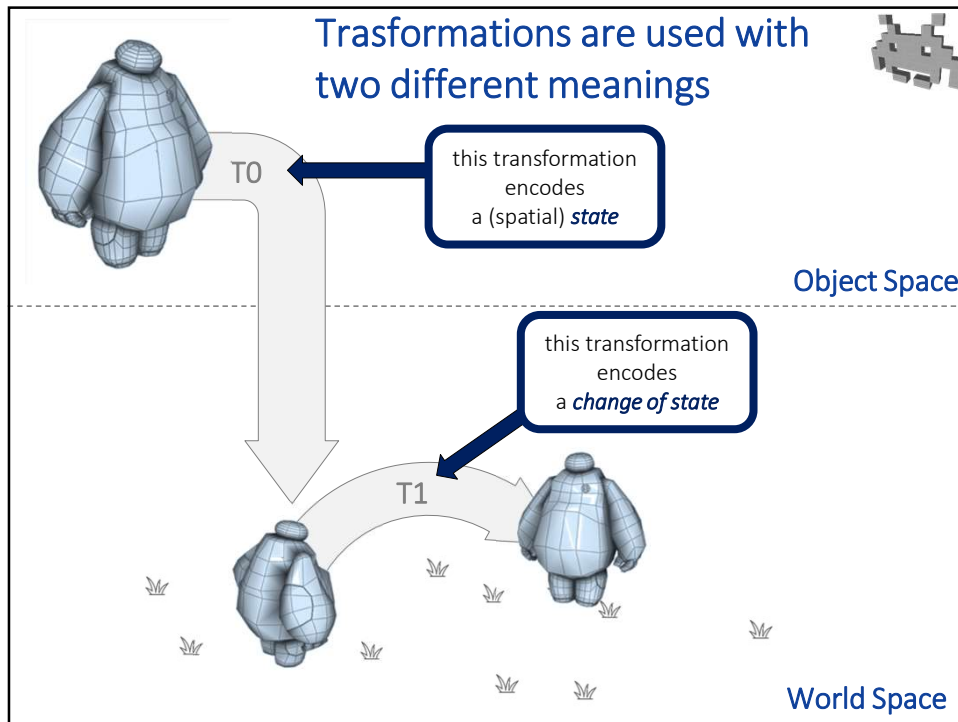 Trasformations are used with
two different meanings
T0
this transformation
encodes
a (spatial) state
Object Space
this transformation
encodes
a change of state
T1
World Space